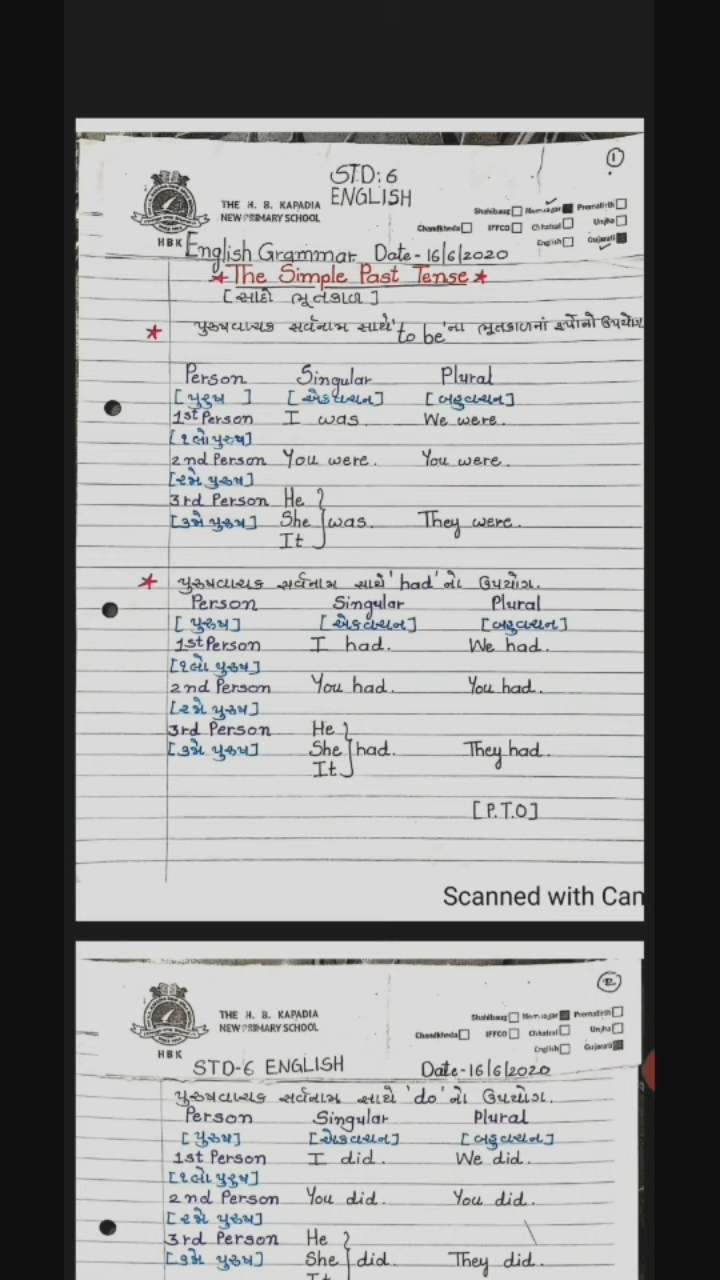 1
STD: 6
ENGLISH
THE H. B. KAPADIA
NEW PRIMARY SCHOOL
HBK
Shahibaug Memnagar Prematirth
Chandkheda IFFCO Chhatral Unjha
English Gujarati
English Grammar Date - 16/6/2020
The Simple Past Tense
[સાદો ભૂતકાળ]
પુરુષવાચક સર્વનામ સાથે 'to be' ના ભૂતકાળનાં રૂપોનો ઉપયોગ
Person Singular Plural
[પુરુષ] [એકવચન] [બહુવચન]
1st Person I was. We were.
[૧લો પુરુષ]
2nd Person You were. You were.
[૨જો પુરુષ]
3rd Person He
[૩જો પુરુષ] She was. They were.
It
પુરુષવાચક સર્વનામ સાથે 'had' નો ઉપયોગ.
Person Singular Plural
[પુરુષ] [એકવચન] [બહુવચન]
1st Person I had. We had.
[૧લો પુરુષ]
2nd Person You had. You had.
[૨જો પુરુષ]
3rd Person He
[૩જો પુરુષ] She had. They had.
It
[P.T.O]
Scanned with Cam
2
THE H. B. KAPADIA
NEW PRIMARY SCHOOL
HBK
Shahibaug Memnagar Prematirth
Chandkheda IFFCO Chhatral Unjha
English Gujarati
STD-6 ENGLISH Date-16/6/2020
પુરુષવાચક સર્વનામ સાથે 'do' નો ઉપયોગ.
Person Singular Plural
[પુરુષ] [એકવચન] [બહુવચન]
1st Person I did. We did.
[૧લો પુરુષ]
2nd Person You did. You did.
[૨જો પુરુષ]
3rd Person He
[૩જો પુરુષ] She did. They did.
It